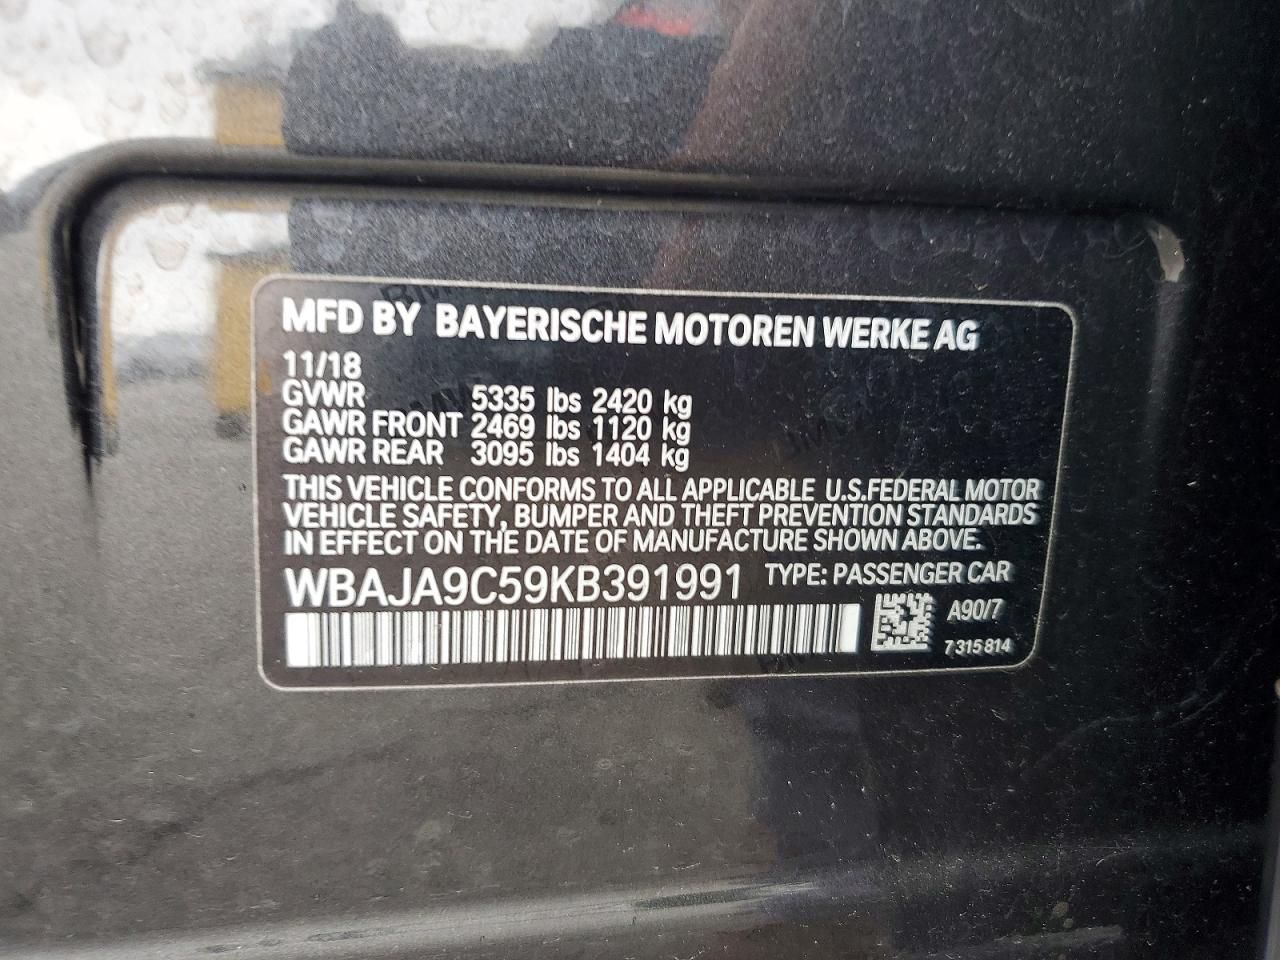 MFD BY BAYERISCHE MOTOREN WERKE AG
11/18
GVWR 5335 lbs 2420 kg
GAWR FRONT 2469 lbs 1120 kg
GAWR REAR 3095 lbs 1404 kg
THIS VEHICLE CONFORMS TO ALL APPLICABLE U.S.FEDERAL MOTOR
VEHICLE SAFETY, BUMPER AND THEFT PREVENTION STANDARDS
IN EFFECT ON THE DATE OF MANUFACTURE SHOWN ABOVE.
WBAJA9C59KB391991 TYPE: PASSENGER CAR
A90/7
7 315 814